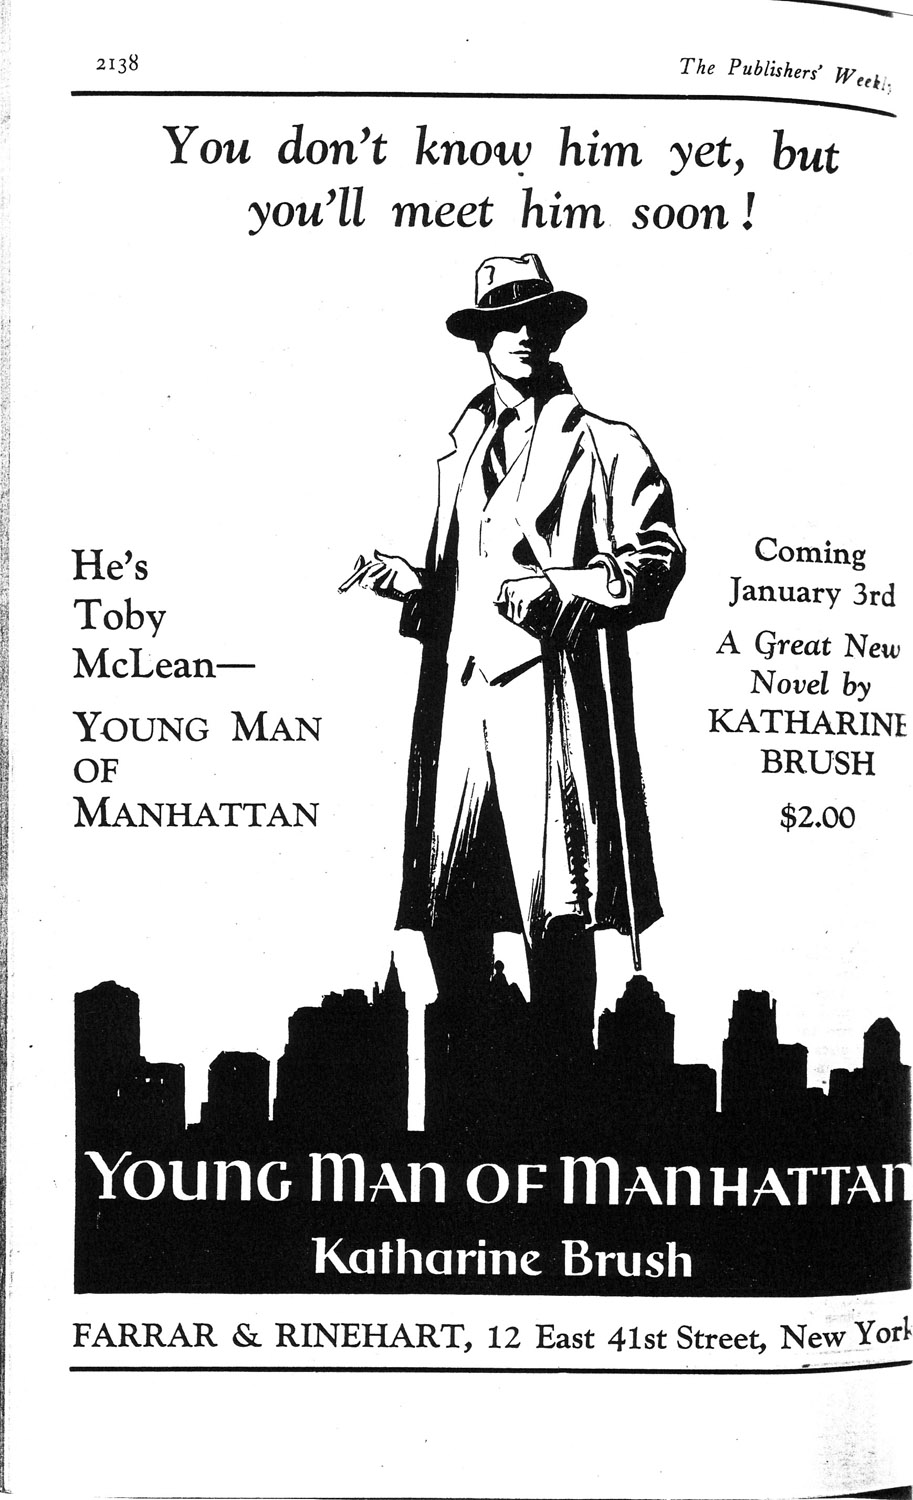 2138
The Publishers' Weekly
You don't know him yet, but
you'll meet him soon!
He's
Toby
McLean—
YOUNG MAN
OF
MANHATTAN
Coming
January 3rd
A Great New
Novel by
KATHARINE
BRUSH
$2.00
YOUNG MAN OF MANHATTAN
Katharine Brush
FARRAR & RINEHART, 12 East 41st Street, New York